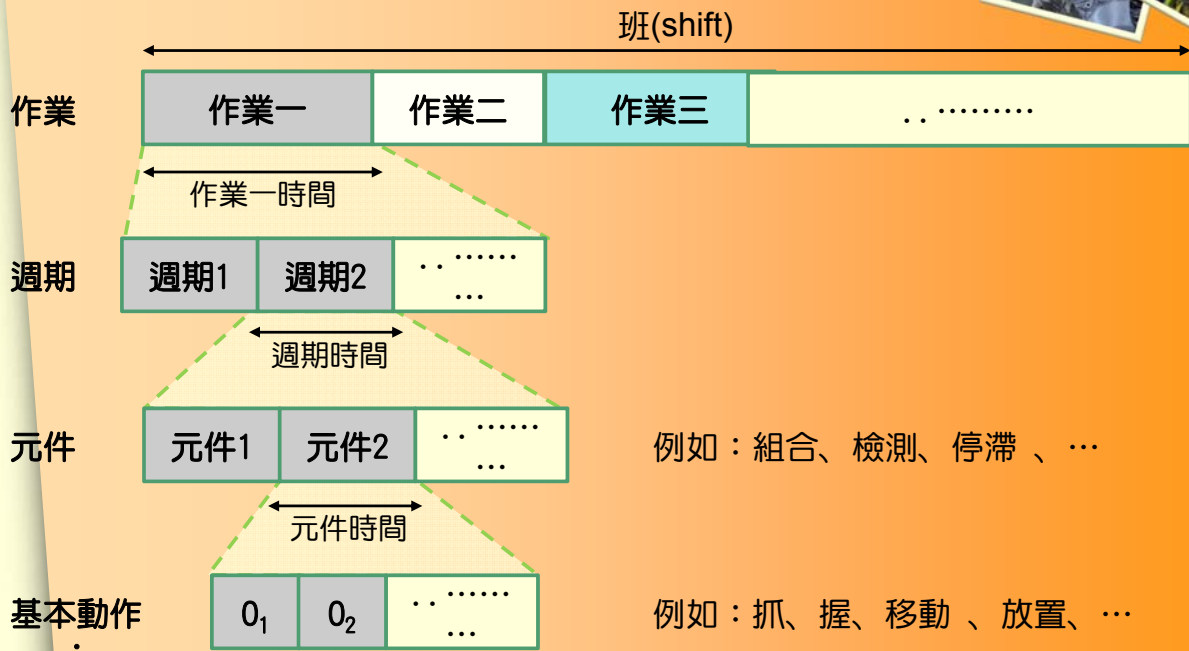 班(shift)
作業 作業一 作業二 作業三 ‥………
作業一時間
週期 週期1 週期2 ‥……
…
週期時間
元件 元件1 元件2 ‥…… 例如：組合、檢測、停滯 、…
…
元件時間
基本動作 O₁ O₂ ‥…… 例如：抓、握、移動 、放置、…
…